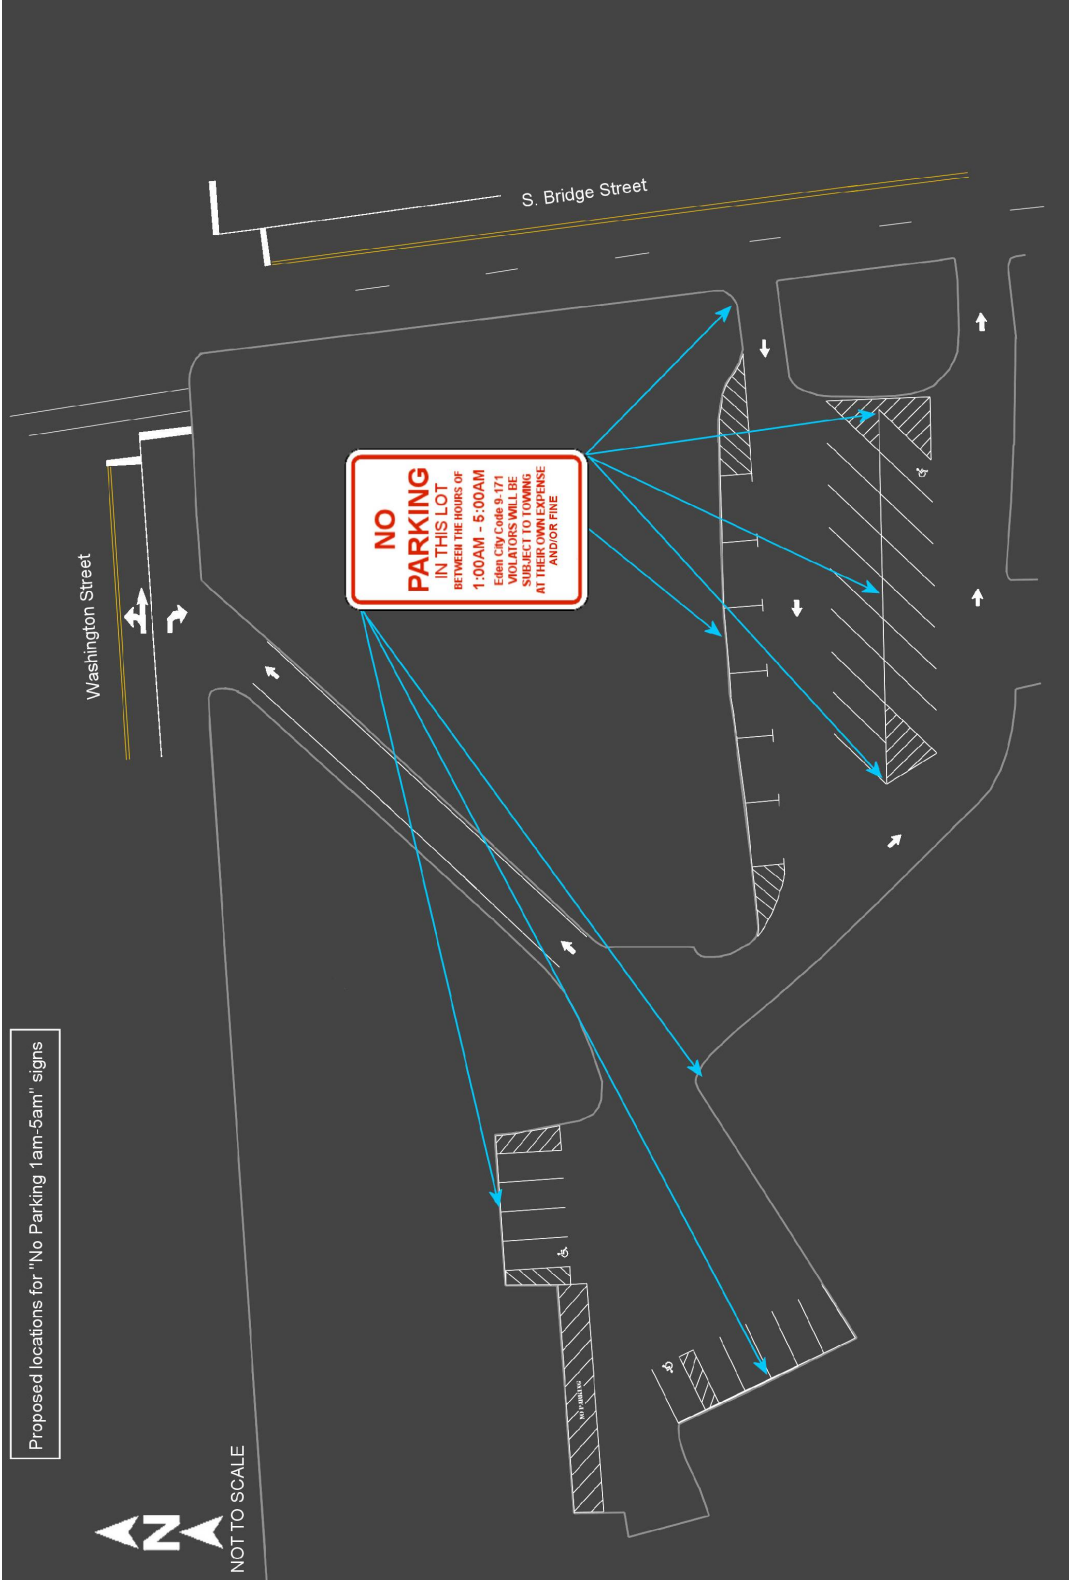 Proposed locations for "No Parking 1am-5am" signs
Washington Street
S. Bridge Street
NO
PARKING
IN THIS LOT
BETWEEN THE HOURS OF
1:00AM - 5:00AM
Eden City Code 9-171
VIOLATORS WILL BE
SUBJECT TO TOWING
AT THEIR OWN EXPENSE
AND/OR FINE
NO PARKING
N
NOT TO SCALE